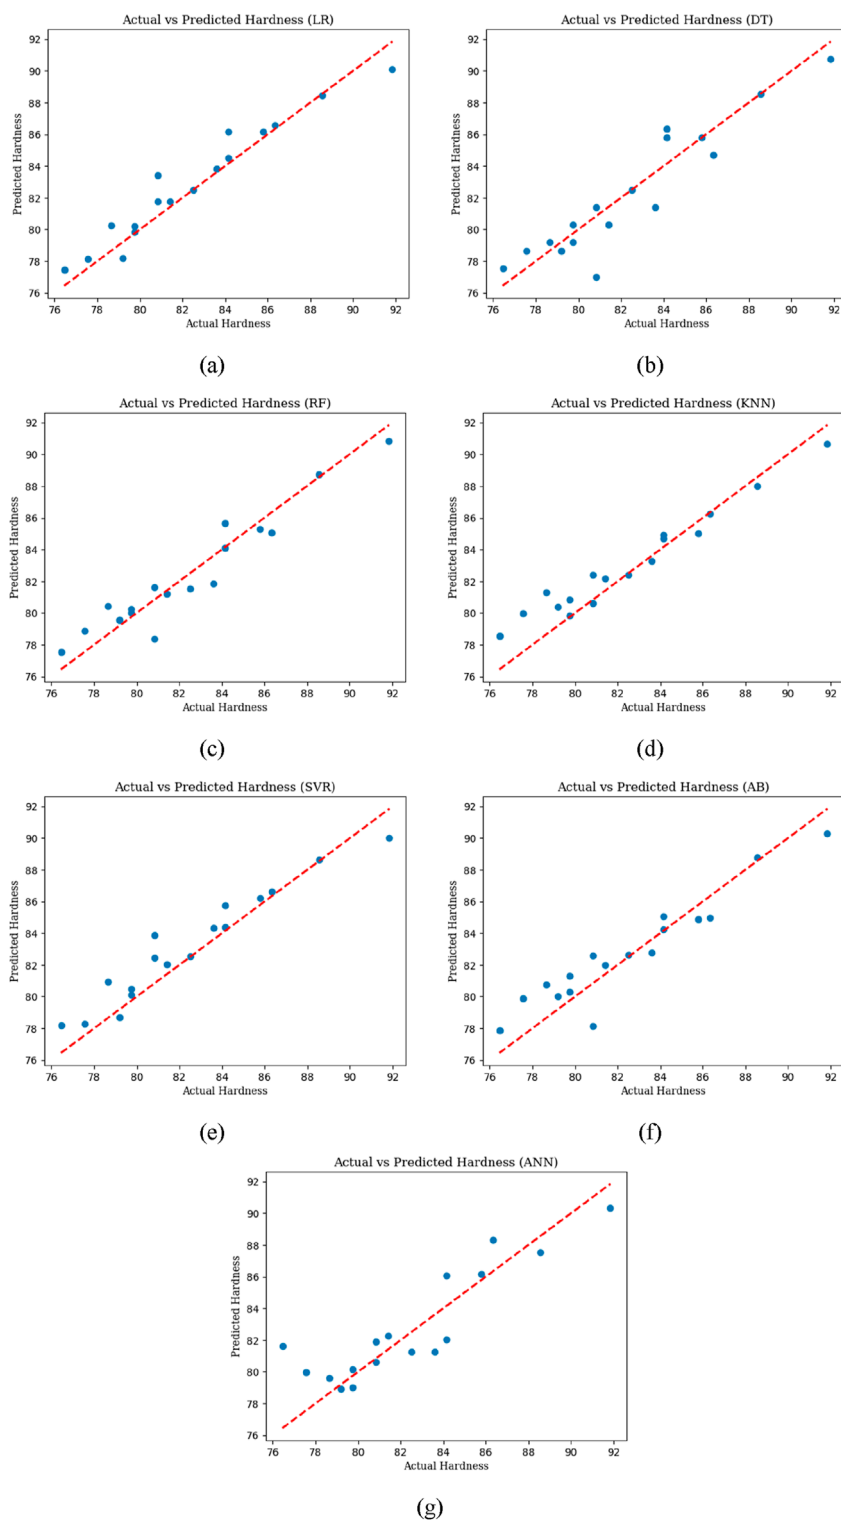 Actual vs Predicted Hardness (LR)
92
90
88
86
84
82
80
78
76
Predicted Hardness
76 78 80 82 84 86 88 90 92
Actual Hardness
(a)
Actual vs Predicted Hardness (DT)
92
90
88
86
84
82
80
78
76
Predicted Hardness
76 78 80 82 84 86 88 90 92
Actual Hardness
(b)
Actual vs Predicted Hardness (RF)
92
90
88
86
84
82
80
78
76
Predicted Hardness
76 78 80 82 84 86 88 90 92
Actual Hardness
(c)
Actual vs Predicted Hardness (KNN)
92
90
88
86
84
82
80
78
76
Predicted Hardness
76 78 80 82 84 86 88 90 92
Actual Hardness
(d)
Actual vs Predicted Hardness (SVR)
92
90
88
86
84
82
80
78
76
Predicted Hardness
76 78 80 82 84 86 88 90 92
Actual Hardness
(e)
Actual vs Predicted Hardness (AB)
92
90
88
86
84
82
80
78
76
Predicted Hardness
76 78 80 82 84 86 88 90 92
Actual Hardness
(f)
Actual vs Predicted Hardness (ANN)
92
90
88
86
84
82
80
78
76
Predicted Hardness
76 78 80 82 84 86 88 90 92
Actual Hardness
(g)